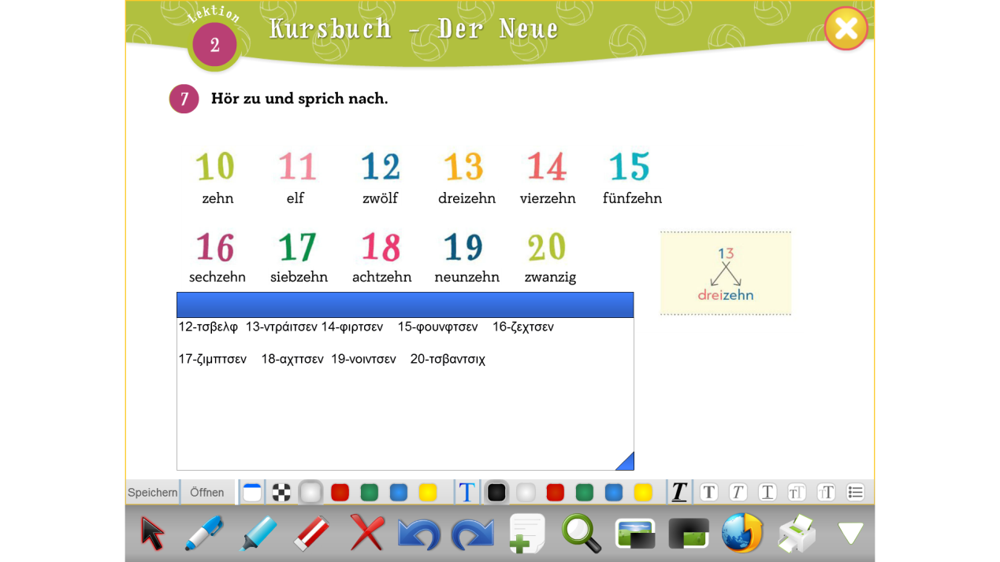 Lektion
2
Kursbuch - Der Neue
7 Hör zu und sprich nach.
10 11 12 13 14 15
zehn elf zwölf dreizehn vierzehn fünfzehn
16 17 18 19 20
sechzehn siebzehn achtzehn neunzehn zwanzig
13
dreizehn
12-τσβελφ 13-ντράιτσεν 14-φιρτσεν 15-φουνφτσεν 16-ζεχτσεν
17-ζιμπτσεν 18-αχττσεν 19-νοιντσεν 20-τσβαντσιχ
Speichern Öffnen T T T T T TT TT